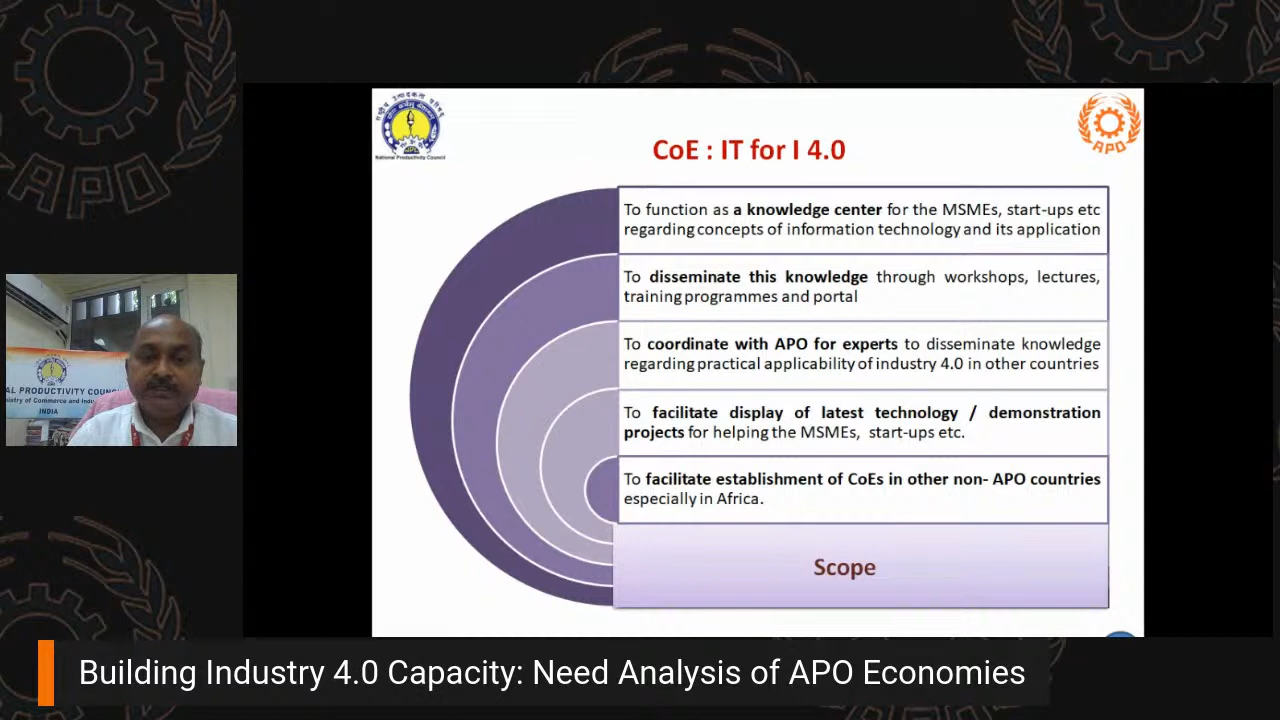 CoE : IT for I 4.0
To function as a knowledge center for the MSMEs, start-ups etc
regarding concepts of information technology and its application
To disseminate this knowledge through workshops, lectures,
training programmes and portal
To coordinate with APO for experts to disseminate knowledge
regarding practical applicability of industry 4.0 in other countries
To facilitate display of latest technology / demonstration
projects for helping the MSMEs, start-ups etc.
To facilitate establishment of CoEs in other non- APO countries
especially in Africa.
Scope
National Productivity Council
APO
AL PRODUCTIVITY COUN
INDIA
APO
APO
Building Industry 4.0 Capacity: Need Analysis of APO Economies